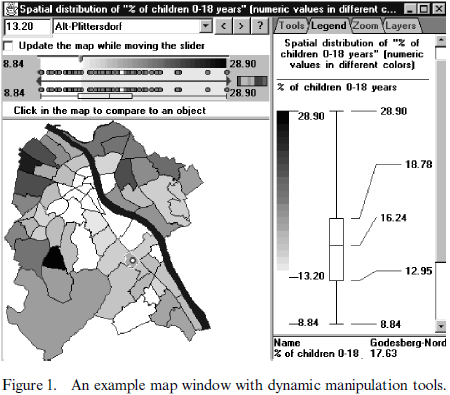 Spatial distribution of "% of children 0-18 years" (numeric values in different c...
13.20 Alt-Plittersdorf < > ?
Update the map while moving the slider
8.84 28.90
8.84 28.90
Click in the map to compare to an object
Tools Legend Zoom Layers
Spatial distribution of "% of
children 0-18 years" (numeric
values in different colors)
% of children 0-18 years
28.90 28.90
18.78
16.24
13.20 12.95
8.84 8.84
Name Godesberg-Nord
% of children 0-18 17.63
Figure 1. An example map window with dynamic manipulation tools.